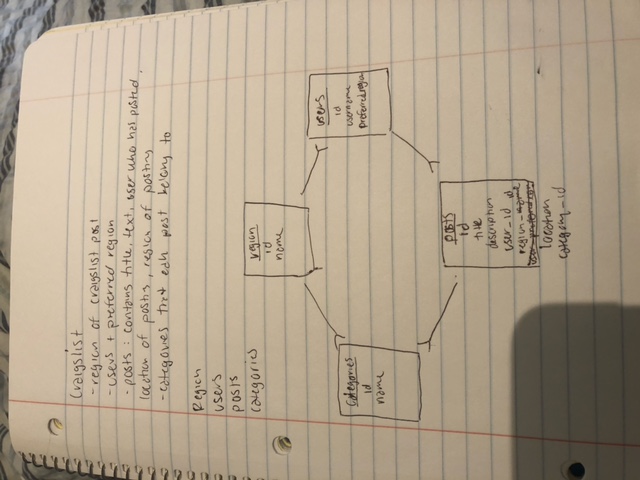 Craigslist
- region of craigslist post
- users + preferred region
- posts: contains title, text, user who has posted,
location of posting, region of posting
- categories that each post belong to
Region
users
posts
categories
region
id
name
categories
id
name
users
id
username
preferred region
posts
id
title
description
user_id
region_id
location
category_id